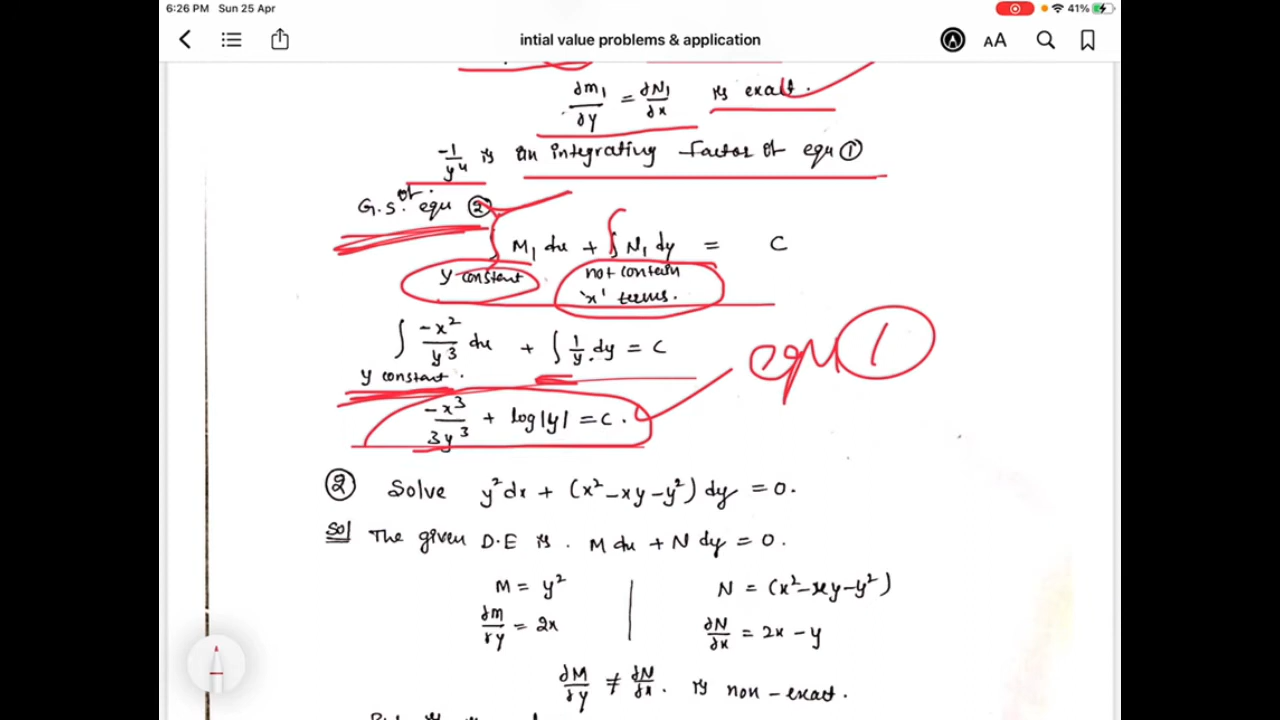 6:26 PM Sun 25 Apr 41%
intial value problems & application
AA
∂m₁/∂y = ∂N₁/∂x is exact.
-1/y⁴ is an integrating factor of equ ①
G.S. of equ ②
∫ M₁ dx + ∫ N₁ dy = C
y constant not contain
'x' terms.
∫ -x²/y³ dx + ∫ 1/y. dy = C
y constant.
equ ①
-x³/3y³ + log|y| = C.
② Solve y²dx + (x²-xy-y²) dy = 0.
Sol The given D.E is. M dx + N dy = 0.
M = y² N = (x²-xy-y²)
∂m/∂y = 2x ∂N/∂x = 2x - y
∂M/∂y ≠ ∂N/∂x. is non-exact.